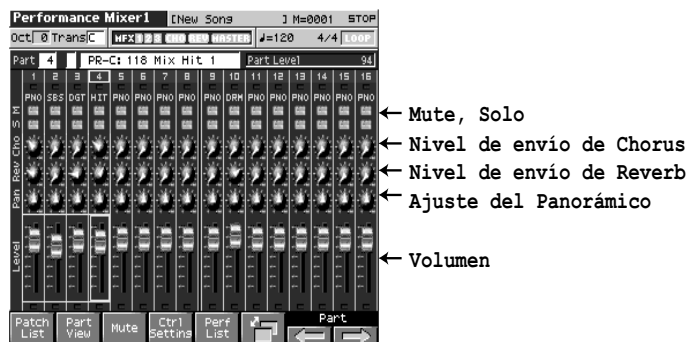 Performance Mixer1 [New Song ] M=0001 STOP
Oct 0 Trans C MFX 1 2 3 CHO REV MASTER ♩=120 4/4 LOOP
Part 4 PR-C: 118 Mix Hit 1 Part Level 94
1 2 3 4 5 6 7 8 9 10 11 12 13 14 15 16
PNO SBS DGT HIT PNO PNO PNO PNO PNO DRM PNO PNO PNO PNO PNO PNO
M
S
Cho
Rev
Pan
Level
← Mute, Solo
← Nivel de envío de Chorus
← Nivel de envío de Reverb
← Ajuste del Panorámico
← Volumen
Patch List Part View Mute Ctrl Setting Perf List Part